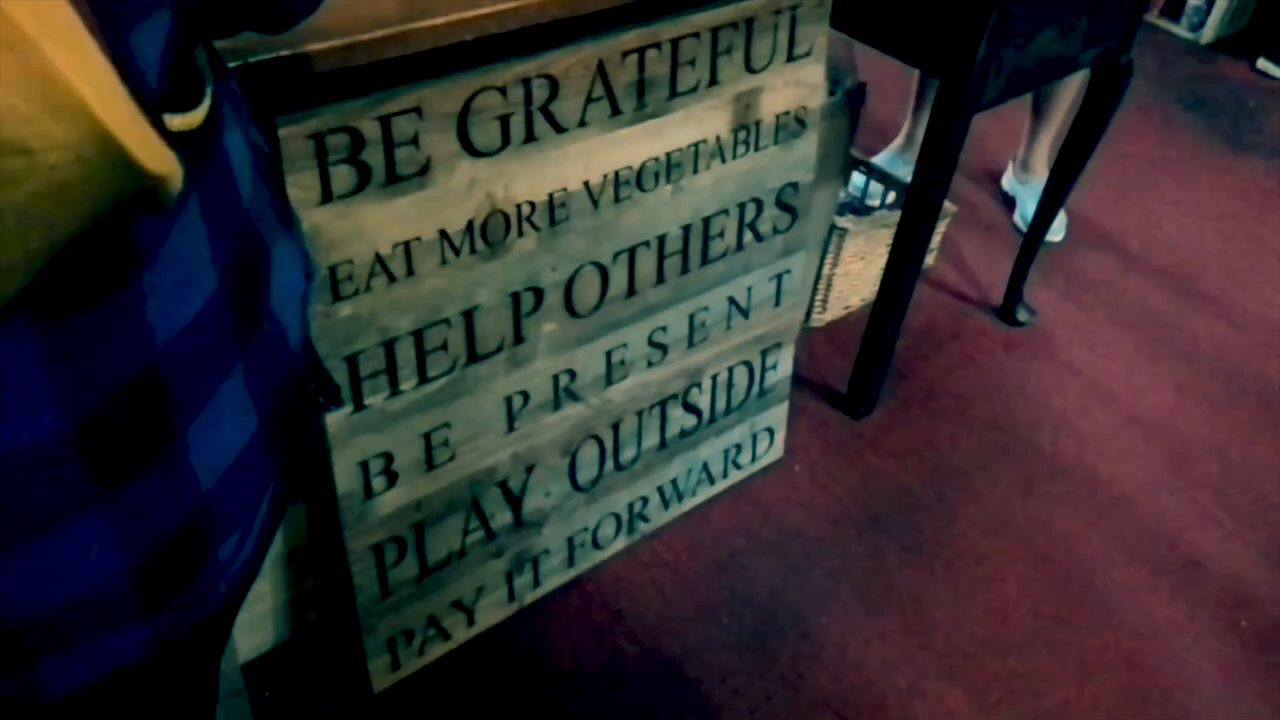 BE GRATEFUL
EAT MORE VEGETABLES
HELP OTHERS
BE PRESENT
PLAY OUTSIDE
PAY IT FORWARD